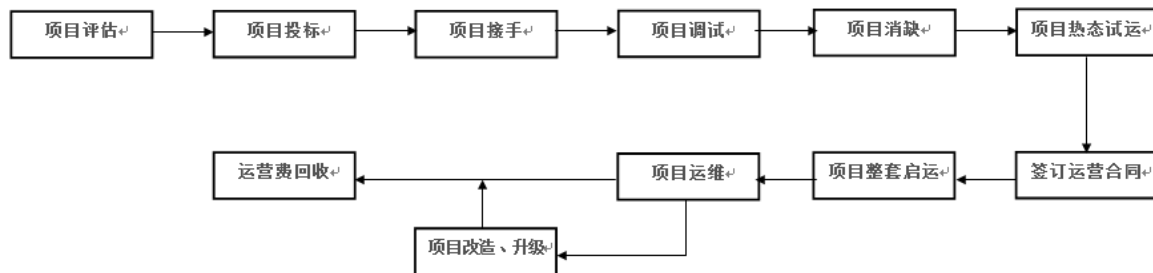 项目评估
项目投标
项目接手
项目调试
项目消缺
项目热态试运
签订运营合同
项目整套启运
项目运维
运营费回收
项目改造、升级